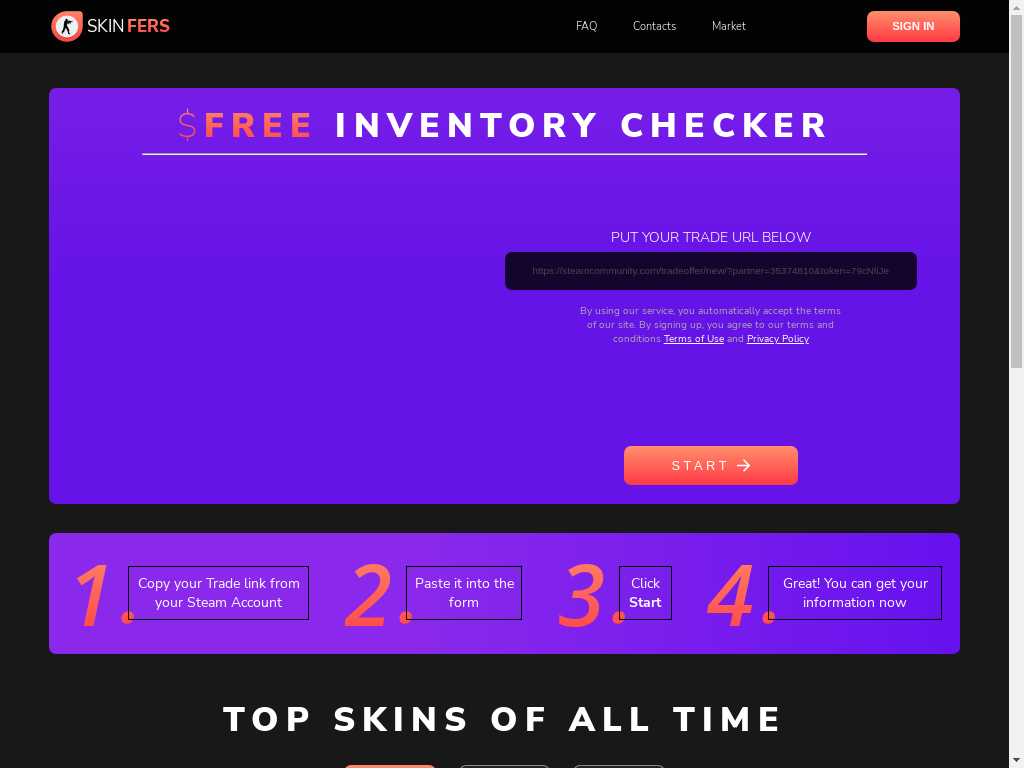 SKIN FERS
FAQ
Contacts
Market
SIGN IN
$FREE INVENTORY CHECKER
PUT YOUR TRADE URL BELOW
https://steamcommunity.com/tradeoffer/new/?partner=35374810&token=79cNliJe
By using our service, you automatically accept the terms
of our site. By signing up, you agree to our terms and
conditions Terms of Use and Privacy Policy
START
1.
Copy your Trade link from
your Steam Account
2.
Paste it into the
form
3.
Click
Start
4.
Great! You can get your
information now
TOP SKINS OF ALL TIME